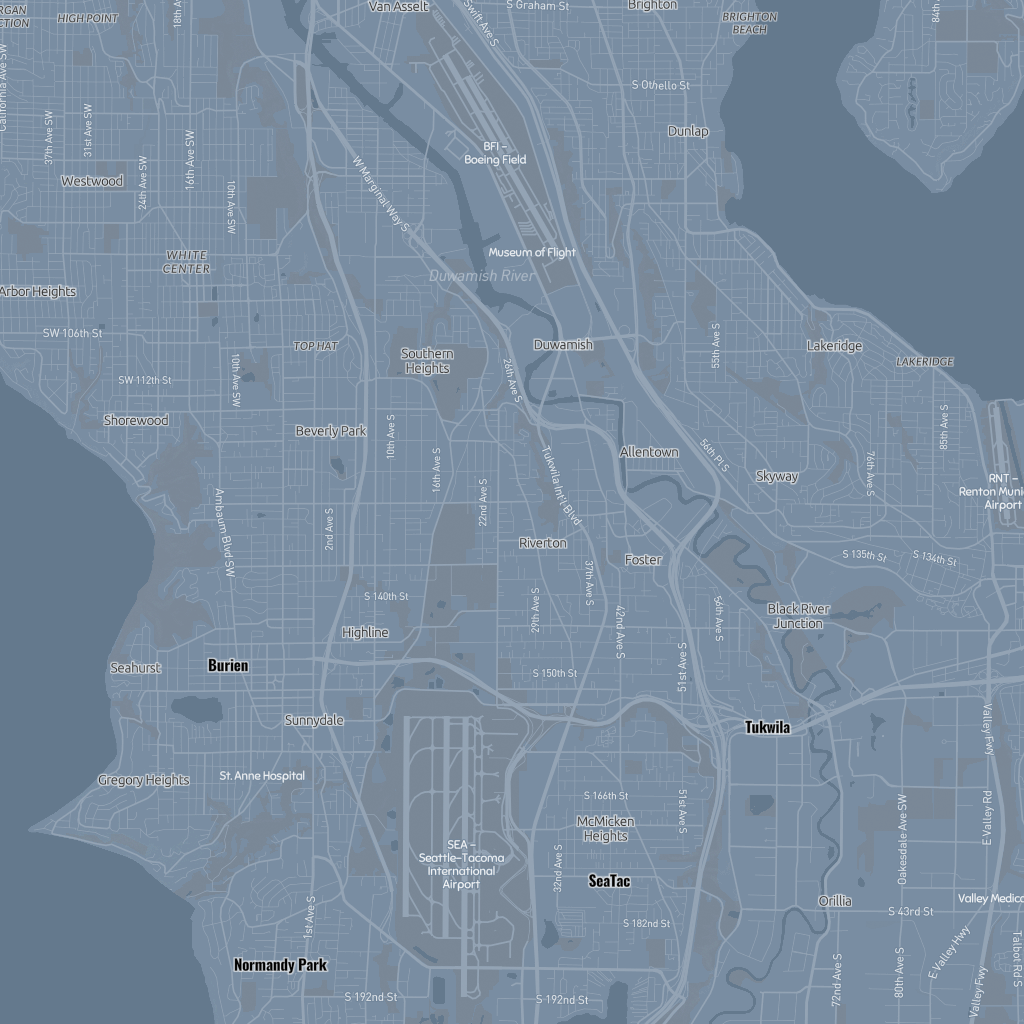 Van Asselt
Swift Ave S
S Graham St
Brighton
BRIGHTON
BEACH
84th
HIGH POINT
18th A
California Ave SW
37th Ave SW
31st Ave SW
24th Ave SW
16th Ave SW
10th Ave SW
S Othello St
Dunlap
BFI -
Boeing Field
Westwood
W Marginal Way S
WHITE
CENTER
Museum of Flight
Duwamish River
Arbor Heights
SW 106th St
TOP HAT
Southern
Heights
Duwamish
55th Ave S
Lakeridge
LAKERIDGE
SW 112th St
10th Ave SW
26th Ave S
Shorewood
Beverly Park
10th Ave S
85th Ave S
16th Ave S
Allentown
56th Pl S
Skyway
76th Ave S
RNT -
Renton Muni
Airport
Tukwila Int'l Blvd
22nd Ave S
Ambaum Blvd SW
2nd Ave S
Riverton
Foster
S 135th St
S 134th St
37th Ave S
S 140th St
29th Ave S
42nd Ave S
56th Ave S
Black River
Junction
Highline
Seahurst
Burien
S 150th St
51st Ave S
Sunnydale
Tukwila
Valley Fwy
Gregory Heights
St. Anne Hospital
S 166th St
51st Ave S
McMicken
Heights
Oakesdale Ave SW
E Valley Rd
SEA -
Seattle-Tacoma
International
Airport
32nd Ave S
SeaTac
Orillia
Valley Medica
S 43rd St
1st Ave S
S 182nd St
E Valley Hwy
Talbot Rd S
Normandy Park
72nd Ave S
80th Ave S
Valley Fwy
S 192nd St
S 192nd St